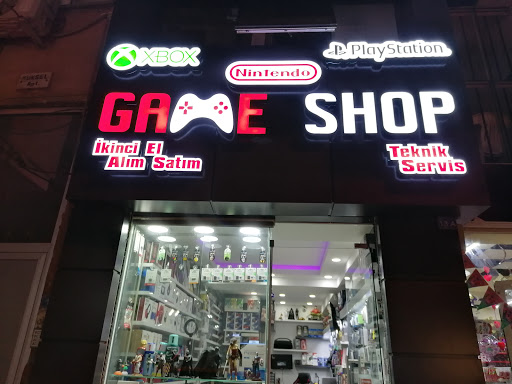 XBOX
Nintendo
PlayStation
GAME SHOP
İkinci El
Alım Satım
Teknik
Servis